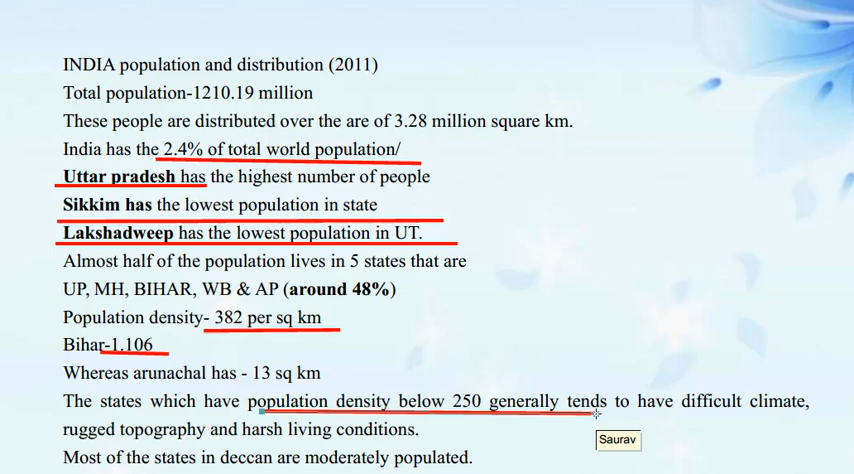 INDIA population and distribution (2011)
Total population-1210.19 million
These people are distributed over the are of 3.28 million square km.
India has the 2.4% of total world population/
Uttar pradesh has the highest number of people
Sikkim has the lowest population in state
Lakshadweep has the lowest population in UT.
Almost half of the population lives in 5 states that are
UP, MH, BIHAR, WB & AP (around 48%)
Population density- 382 per sq km
Bihar-1.106
Whereas arunachal has - 13 sq km
The states which have population density below 250 generally tends to have difficult climate,
rugged topography and harsh living conditions.
Saurav
Most of the states in deccan are moderately populated.